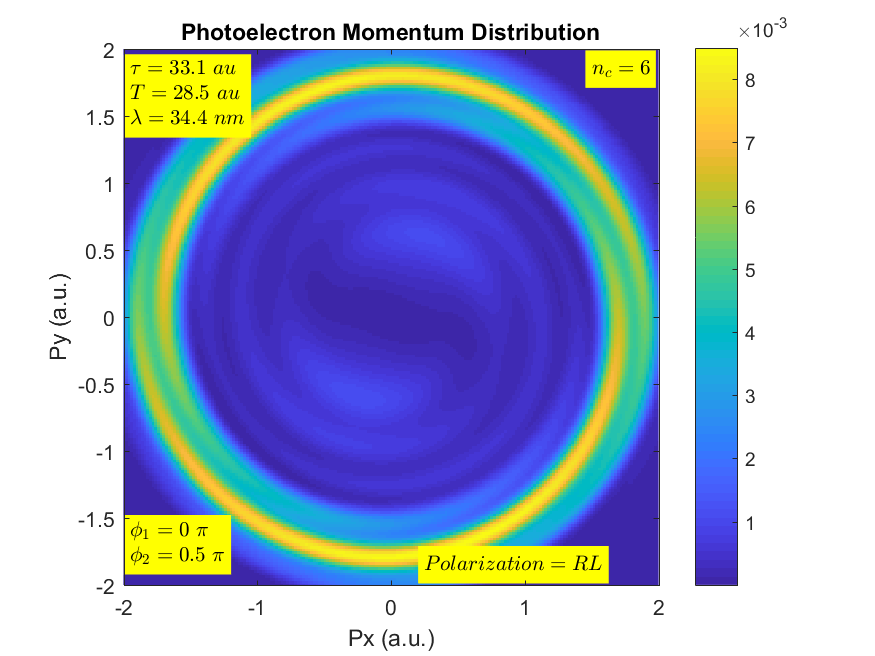 Photoelectron Momentum Distribution
×10⁻³
τ = 33.1 au
T = 28.5 au
λ = 34.4 nm
n_c = 6
ϕ₁ = 0 π
ϕ₂ = 0.5 π
Polarization = RL
2
1.5
1
0.5
0
-0.5
-1
-1.5
-2
Py (a.u.)
-2
-1
0
1
2
Px (a.u.)
8
7
6
5
4
3
2
1